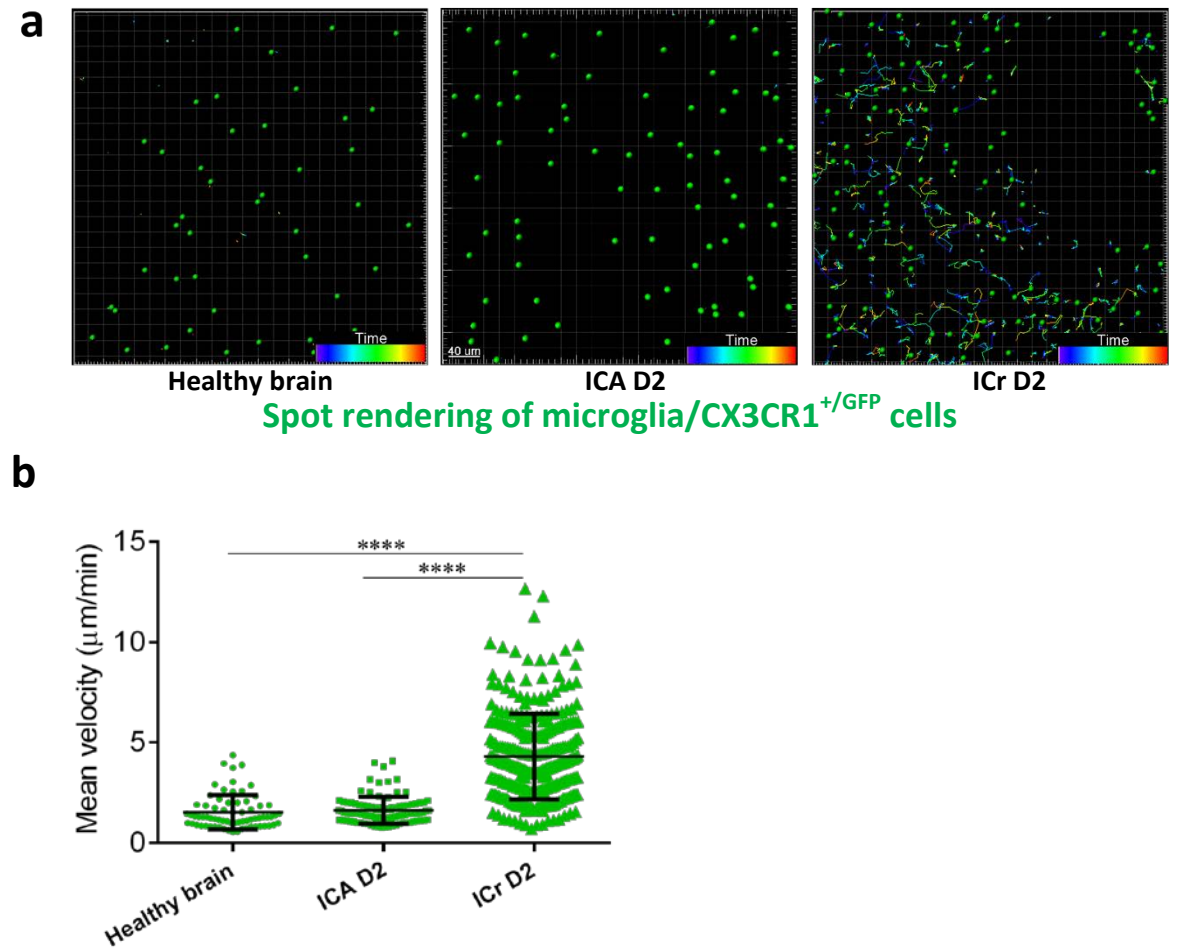 a
Time
40 um
Time
Time
Healthy brain
ICA D2
ICr D2
Spot rendering of microglia/CX3CR1+/GFP cells
b
15
10
5
0
Mean velocity (μm/min)
****
****
Healthy brain
ICA D2
ICr D2